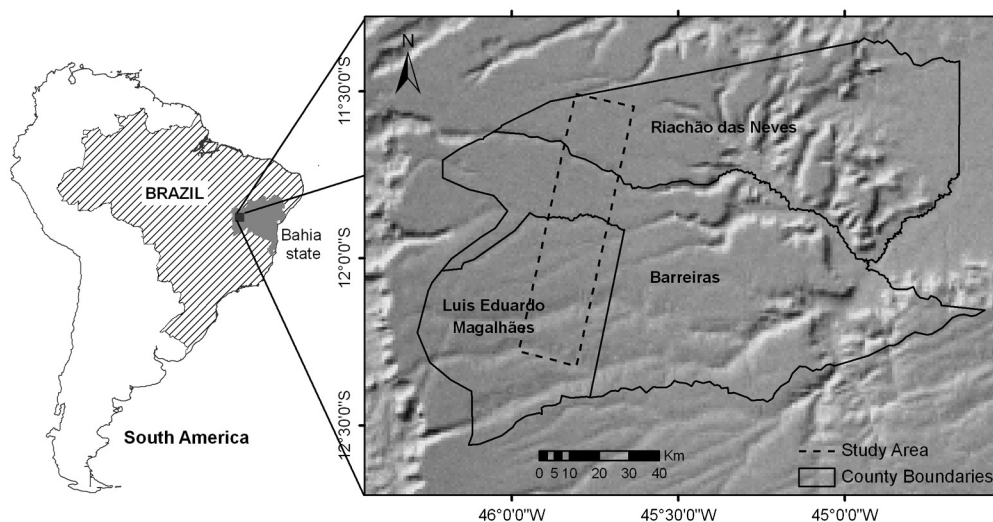 BRAZIL
Bahia
state
South America
N
11°30'0"S
12°0'0"S
12°30'0"S
Riachão das Neves
Barreiras
Luis Eduardo
Magalhães
Km
0 5 10 20 30 40
Study Area
County Boundaries
46°0'0"W
45°30'0"W
45°0'0"W